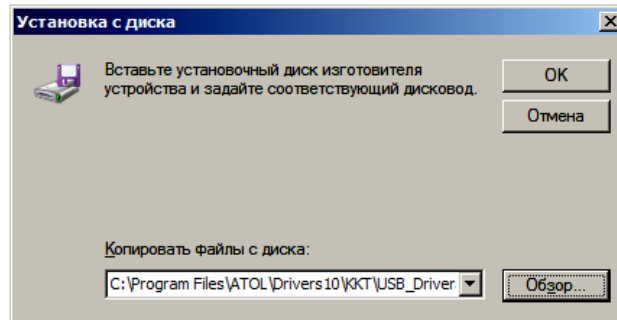 Установка с диска
Вставьте установочный диск изготовителя
устройства и задайте соответствующий дисковод.
OK
Отмена
Копировать файлы с диска:
C:\Program Files\ATOL\Drivers10\KKT\USB_Driver
Обзор...